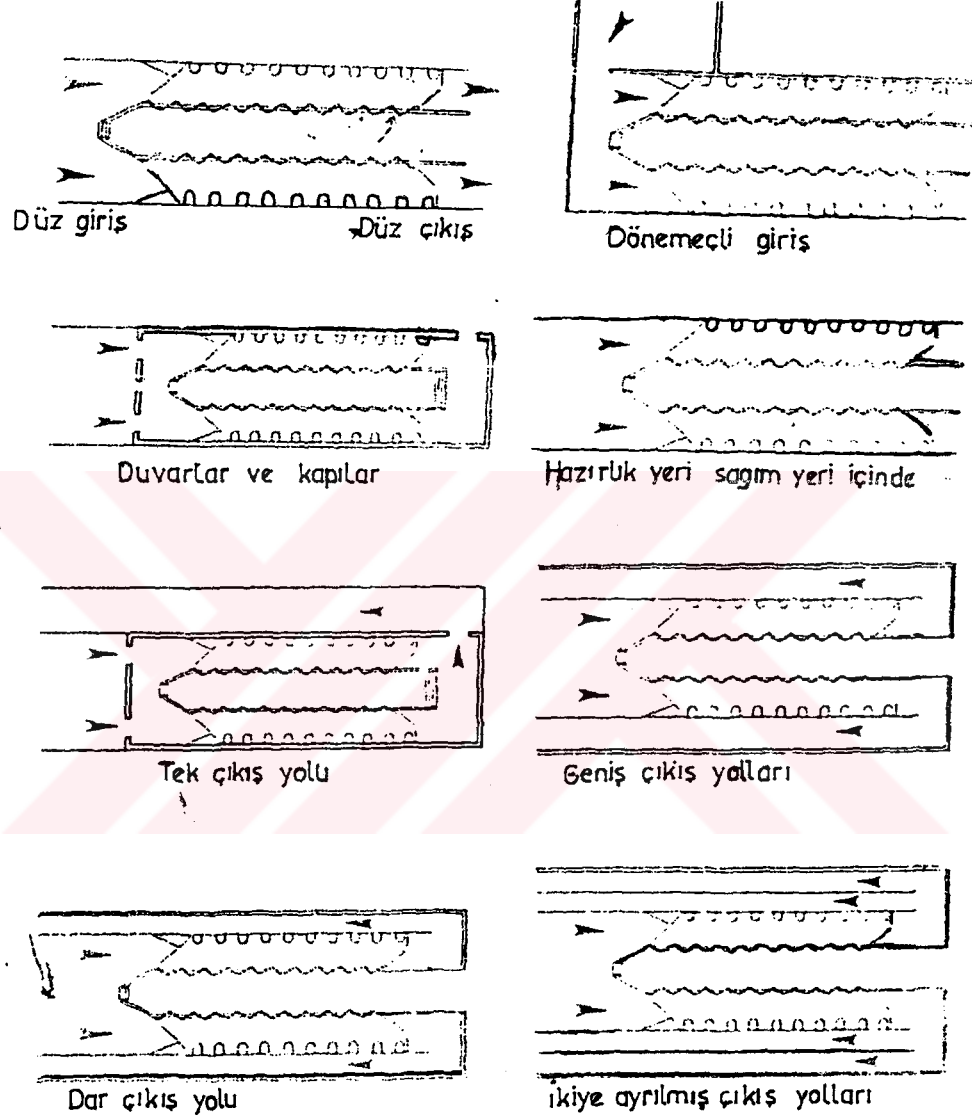 Düz giriş
Düz çıkış
Dönemeçli giriş
Duvarlar ve kapılar
Hazırlık yeri sagım yeri içinde
Tek çıkış yolu
Geniş çıkış yolları
Dar çıkış yolu
ikiye ayrılmış çıkış yolları